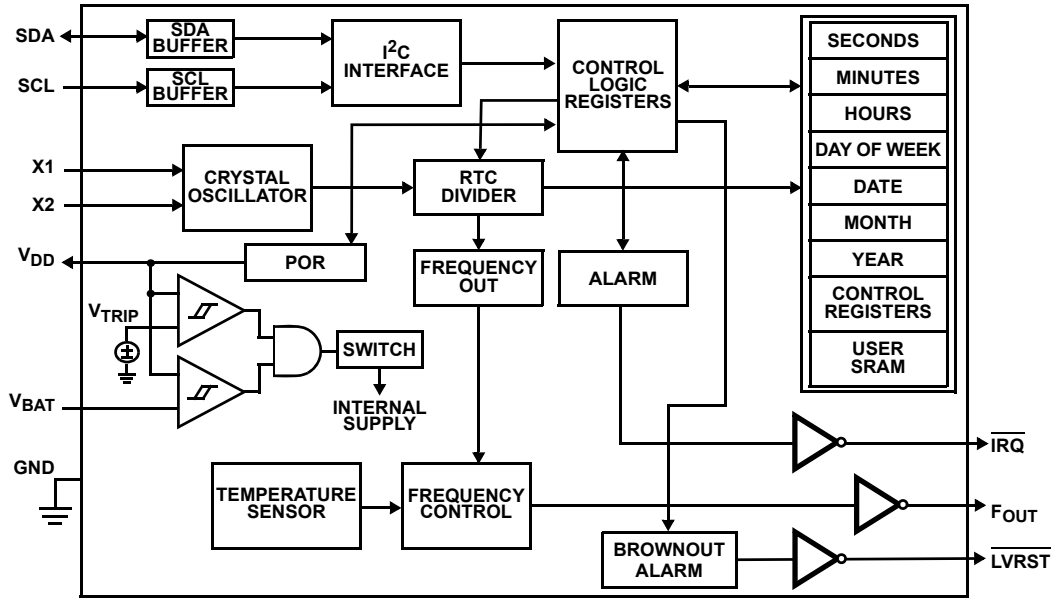 SDA
SDA
BUFFER
SCL
SCL
BUFFER
I²C
INTERFACE
CONTROL
LOGIC
REGISTERS
SECONDS
MINUTES
HOURS
DAY OF WEEK
DATE
MONTH
YEAR
CONTROL
REGISTERS
USER
SRAM
X1
X2
CRYSTAL
OSCILLATOR
RTC
DIVIDER
VDD
POR
FREQUENCY
OUT
ALARM
VTRIP
SWITCH
INTERNAL
SUPPLY
VBAT
GND
TEMPERATURE
SENSOR
FREQUENCY
CONTROL
BROWNOUT
ALARM
IRQ
FOUT
LVRST